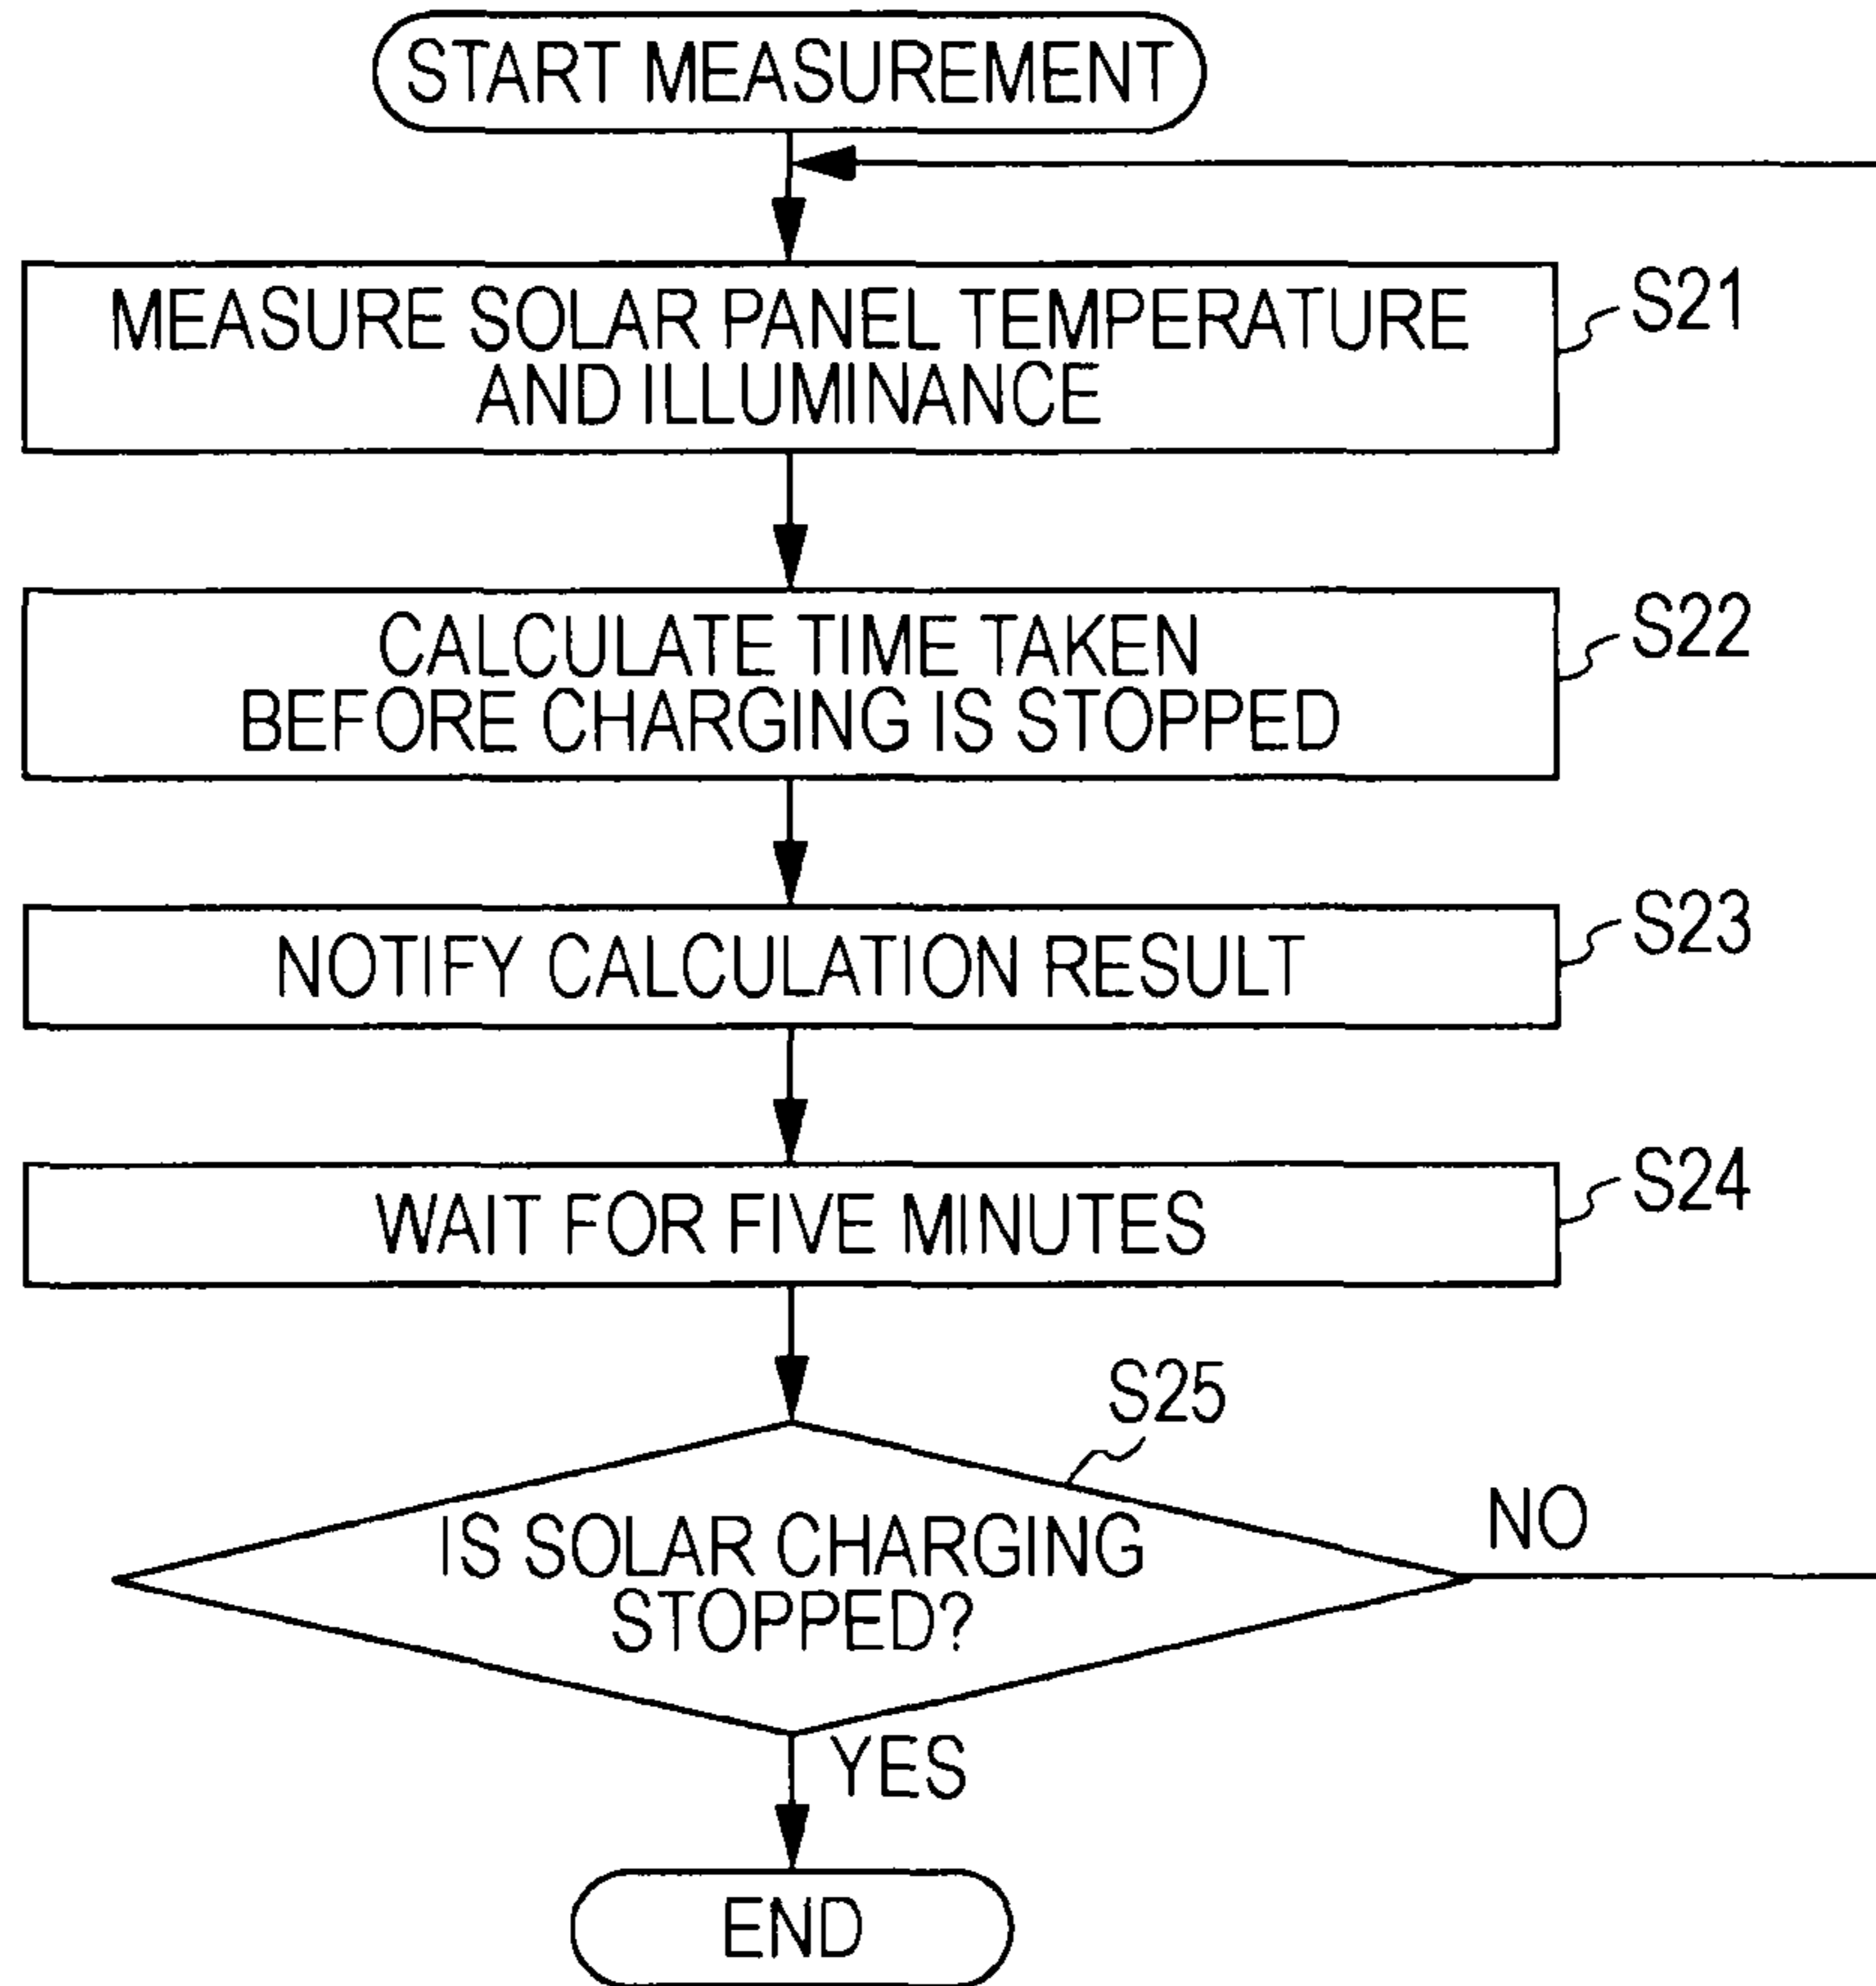 START MEASUREMENT
MEASURE SOLAR PANEL TEMPERATURE
AND ILLUMINANCE
S21
CALCULATE TIME TAKEN
BEFORE CHARGING IS STOPPED
S22
NOTIFY CALCULATION RESULT
S23
WAIT FOR FIVE MINUTES
S24
S25
IS SOLAR CHARGING
STOPPED?
NO
YES
END